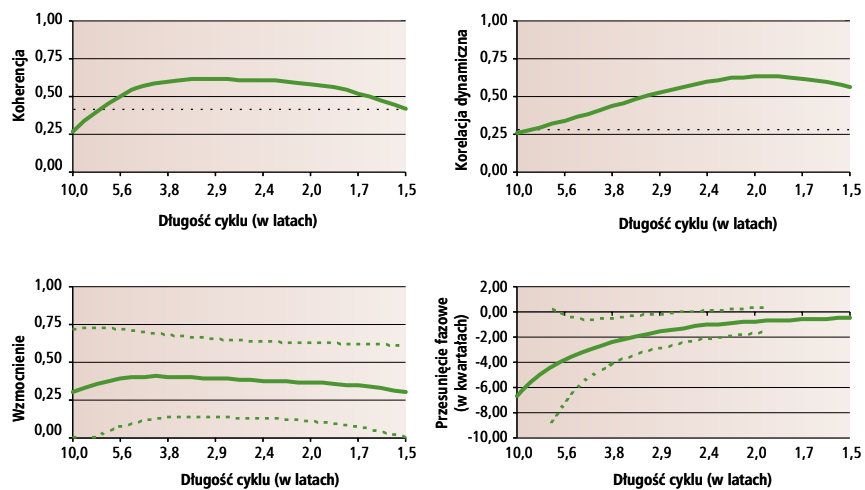 Koherencja
1,00
0,75
0,50
0,25
0,00
10,0 5,6 3,8 2,9 2,4 2,0 1,7 1,5
Długość cyklu (w latach)
Korelacja dynamiczna
1,00
0,75
0,50
0,25
0,00
10,0 5,6 3,8 2,9 2,4 2,0 1,7 1,5
Długość cyklu (w latach)
Wzmocnienie
1,00
0,75
0,50
0,25
0,00
10,0 5,6 3,8 2,9 2,4 2,0 1,7 1,5
Długość cyklu (w latach)
Przesunięcie fazowe
(w kwartałach)
2,00
0,00
-2,00
-4,00
-6,00
-8,00
-10,00
10,0 5,6 3,8 2,9 2,4 2,0 1,7 1,5
Długość cyklu (w latach)